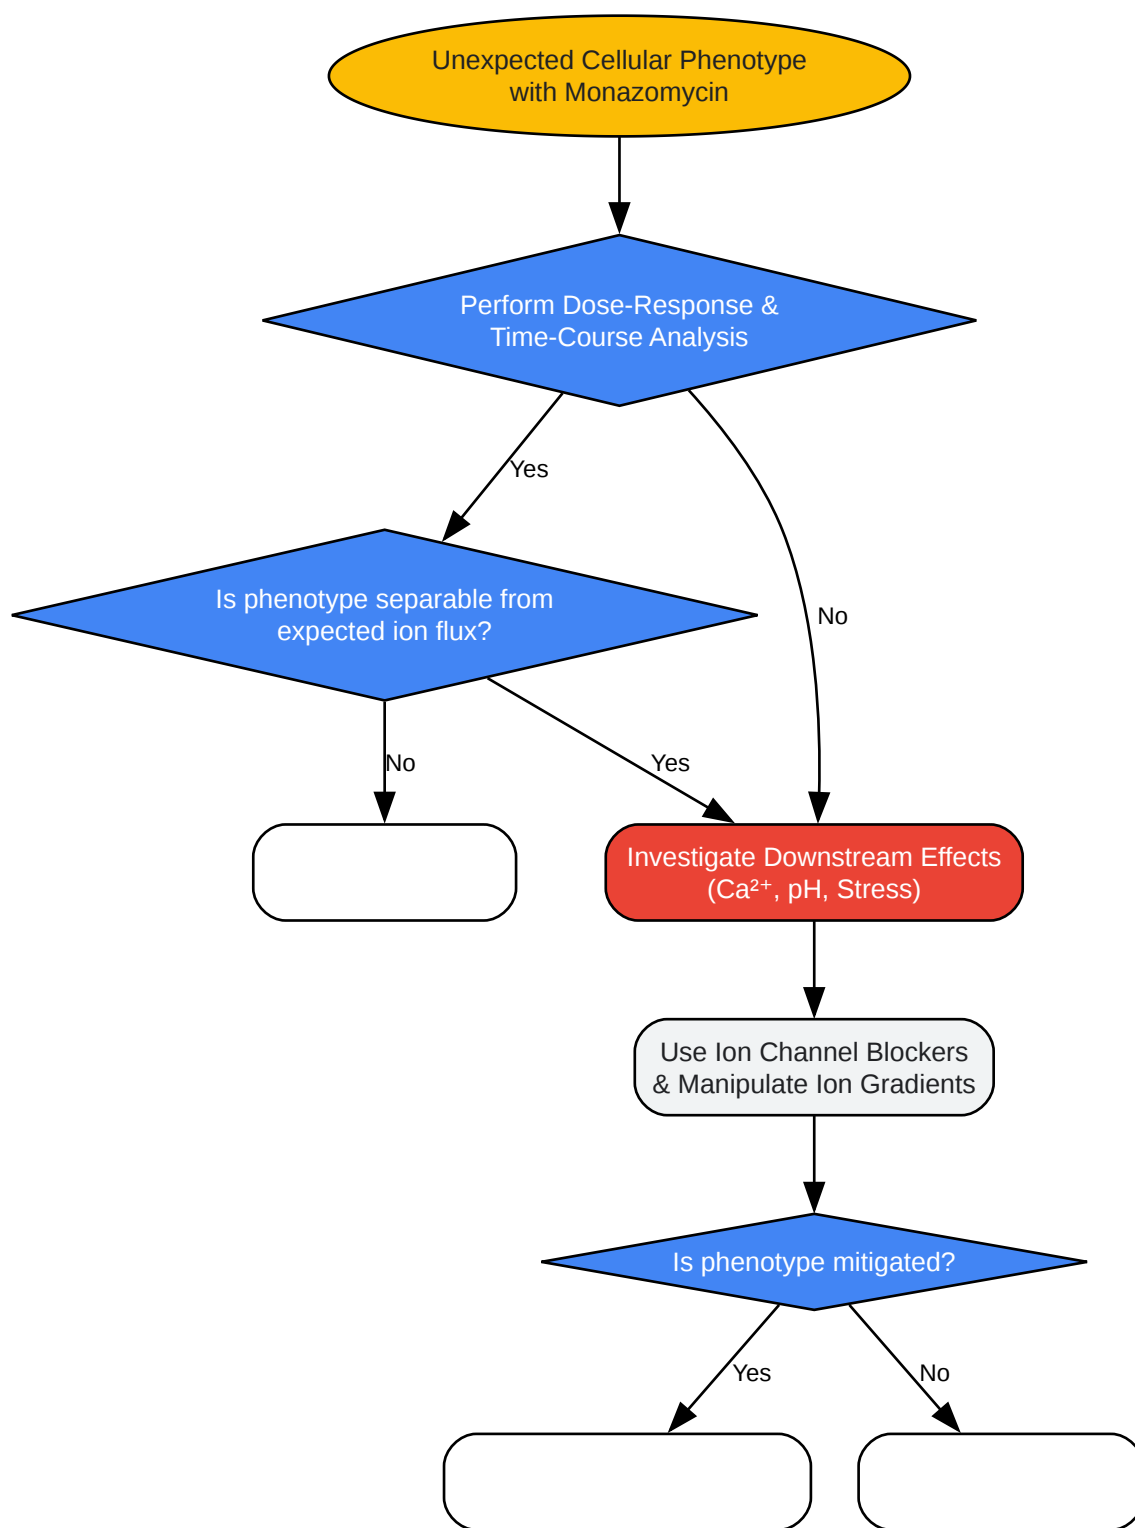 Unexpected Cellular Phenotype
with Monazomycin
Perform Dose-Response &
Time-Course Analysis
Yes
No
Is phenotype separable from
expected ion flux?
No
Yes
Investigate Downstream Effects
(Ca²⁺, pH, Stress)
Use Ion Channel Blockers
& Manipulate Ion Gradients
Is phenotype mitigated?
Yes
No